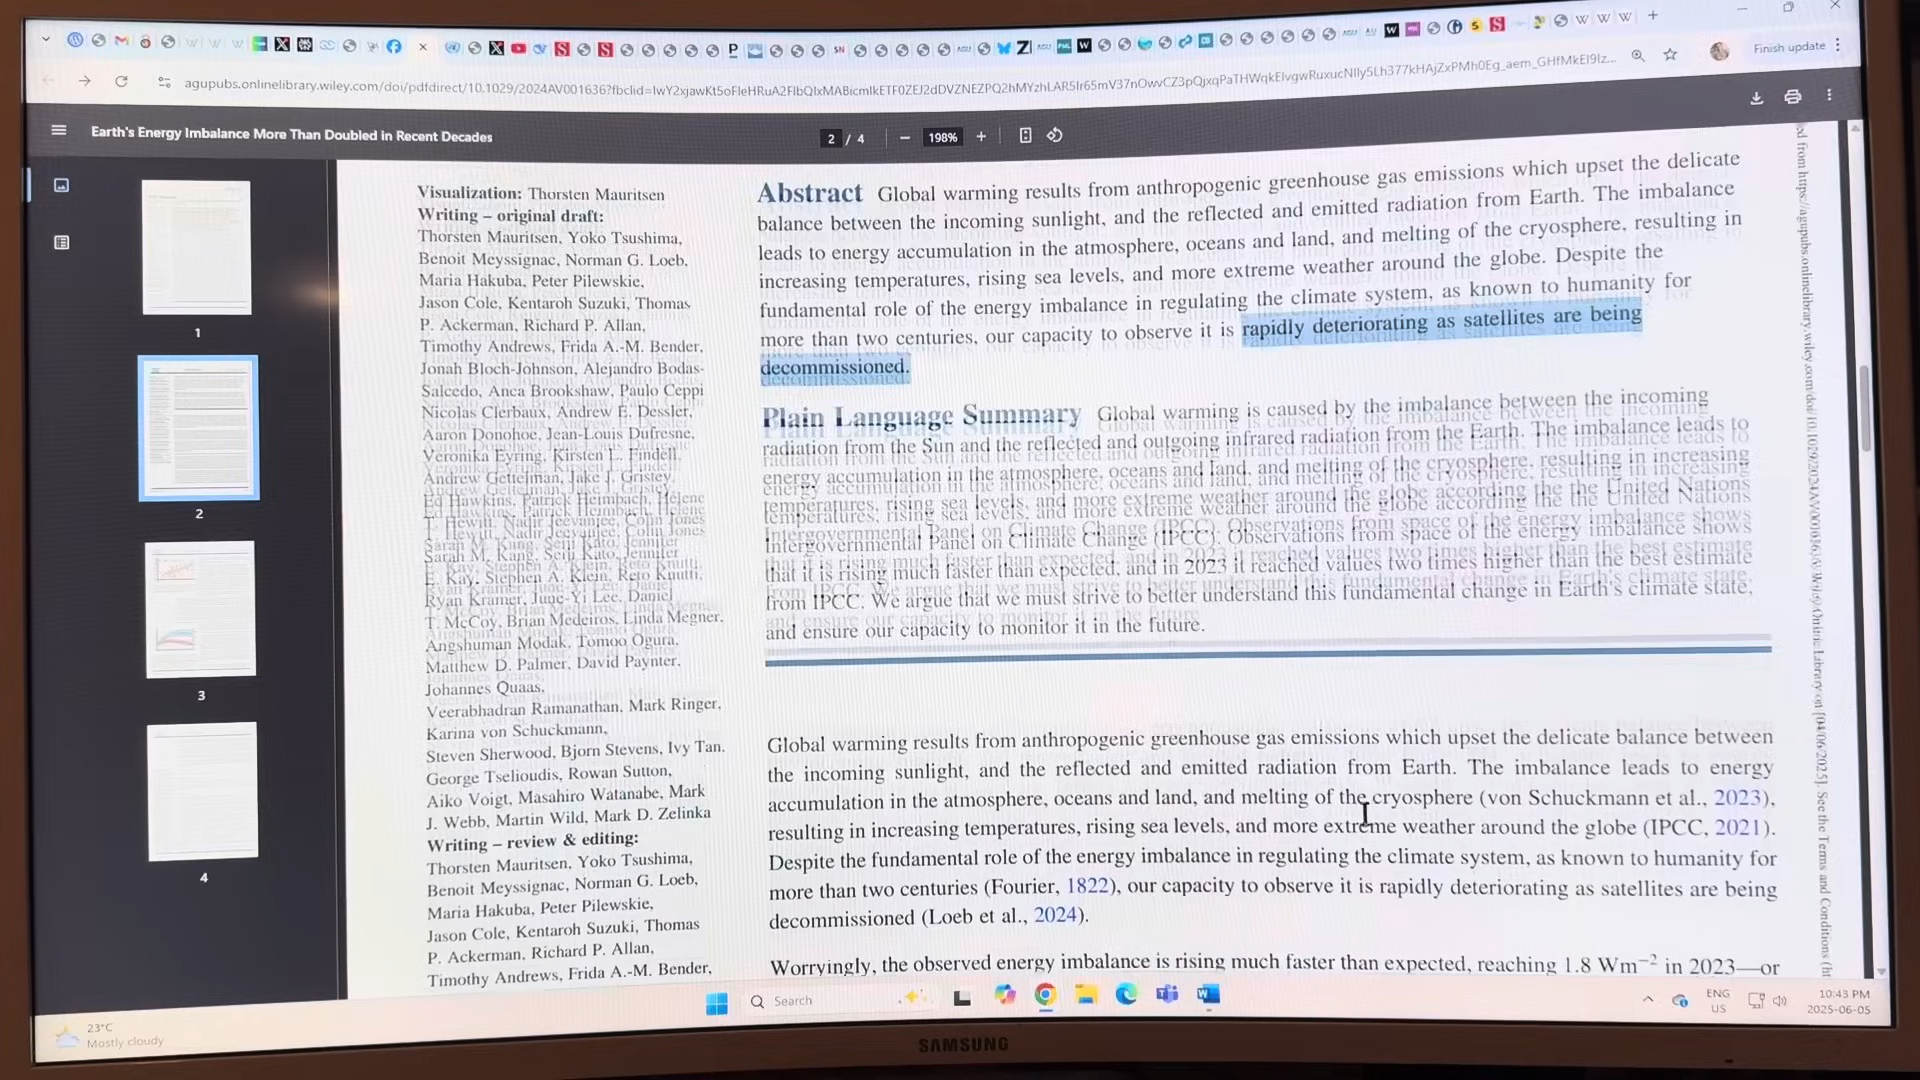 Finish update
agupubs.onlinelibrary.wiley.com/doi/pdfdirect/10.1029/2024AV001636?fbclid=
Earth's Energy Imbalance More Than Doubled in Recent Decades
2 / 4
198%
1
2
3
4
Visualization: Thorsten Mauritsen
Writing – original draft:
Thorsten Mauritsen, Yoko Tsushima,
Benoit Meyssignac, Norman G. Loeb,
Maria Hakuba, Peter Pilewskie,
Jason Cole, Kentaroh Suzuki, Thomas
P. Ackerman, Richard P. Allan,
Timothy Andrews, Frida A.-M. Bender,
Jonah Bloch-Johnson, Alejandro Bodas-
Salcedo, Anca Brookshaw, Paulo Ceppi
Nicolas Clerbaux, Andrew E. Dessler,
Aaron Donohoe, Jean-Louis Dufresne,
Veronika Eyring, Kirsten L. Findell,
Andrew Gettelman, Jake J. Gristey,
Ed Hawkins, Patrick Heimbach, Helene
T. Hewitt, Nadir Jeevanjee, Colin Jones
Sarah M. Kang, Seiji Kato, Jennifer
E. Kay, Stephen A. Klein, Reto Knutti,
Ryan Kramer, June-Yi Lee, Daniel
T. McCoy, Brian Medeiros, Linda Megner,
Angshuman Modak, Tomoo Ogura,
Matthew D. Palmer, David Paynter,
Johannes Quaas,
Veerabhadran Ramanathan, Mark Ringer,
Karina von Schuckmann,
Steven Sherwood, Bjorn Stevens, Ivy Tan,
George Tselioudis, Rowan Sutton,
Aiko Voigt, Masahiro Watanabe, Mark
J. Webb, Martin Wild, Mark D. Zelinka
Writing – review & editing:
Thorsten Mauritsen, Yoko Tsushima,
Benoit Meyssignac, Norman G. Loeb,
Maria Hakuba, Peter Pilewskie,
Jason Cole, Kentaroh Suzuki, Thomas
P. Ackerman, Richard P. Allan,
Timothy Andrews, Frida A.-M. Bender,
Abstract Global warming results from anthropogenic greenhouse gas emissions which upset the delicate
balance between the incoming sunlight, and the reflected and emitted radiation from Earth. The imbalance
leads to energy accumulation in the atmosphere, oceans and land, and melting of the cryosphere, resulting in
increasing temperatures, rising sea levels, and more extreme weather around the globe. Despite the
fundamental role of the energy imbalance in regulating the climate system, as known to humanity for
more than two centuries, our capacity to observe it is rapidly deteriorating as satellites are being
decommissioned.
Plain Language Summary Global warming is caused by the imbalance between the incoming
radiation from the Sun and the reflected and outgoing infrared radiation from the Earth. The imbalance leads to
energy accumulation in the atmosphere, oceans and land, and melting of the cryosphere, resulting in increasing
temperatures, rising sea levels, and more extreme weather around the globe according the the United Nations
Intergovernmental Panel on Climate Change (IPCC). Observations from space of the energy imbalance shows
that it is rising much faster than expected, and in 2023 it reached values two times higher than the best estimate
from IPCC. We argue that we must strive to better understand this fundamental change in Earth's climate state,
and ensure our capacity to monitor it in the future.
Global warming results from anthropogenic greenhouse gas emissions which upset the delicate balance between
the incoming sunlight, and the reflected and emitted radiation from Earth. The imbalance leads to energy
accumulation in the atmosphere, oceans and land, and melting of the cryosphere (von Schuckmann et al., 2023),
resulting in increasing temperatures, rising sea levels, and more extreme weather around the globe (IPCC, 2021).
Despite the fundamental role of the energy imbalance in regulating the climate system, as known to humanity for
more than two centuries (Fourier, 1822), our capacity to observe it is rapidly deteriorating as satellites are being
decommissioned (Loeb et al., 2024).
Worryingly, the observed energy imbalance is rising much faster than expected, reaching 1.8 Wm⁻² in 2023—or
Wiley Online Library on [04/06/2025]. See the Terms and Conditions
23°C
Mostly cloudy
Search
ENG
US
10:43 PM
2025-06-05
SAMSUNG